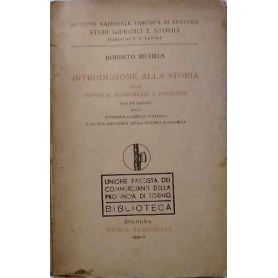 ISTITUTO NAZIONALE FASCISTA DI CULTURA
STUDI GIURIDICI E STORICI
ROBERTO MICHELS
INTRODUZIONE ALLA STORIA
DELLE
DOTTRINE ECONOMICHE E POLITICHE
CON UN SAGGIO
SULLA
ECONOMIA CLASSICA ITALIANA
E LA SUA INFLUENZA SULLA SCIENZA ECONOMICA
UNIONE FASCISTA DEI
COMMERCIANTI DELLA
PROVINCIA DI TORINO
BIBLIOTECA
BOLOGNA
NICOLA ZANICHELLI